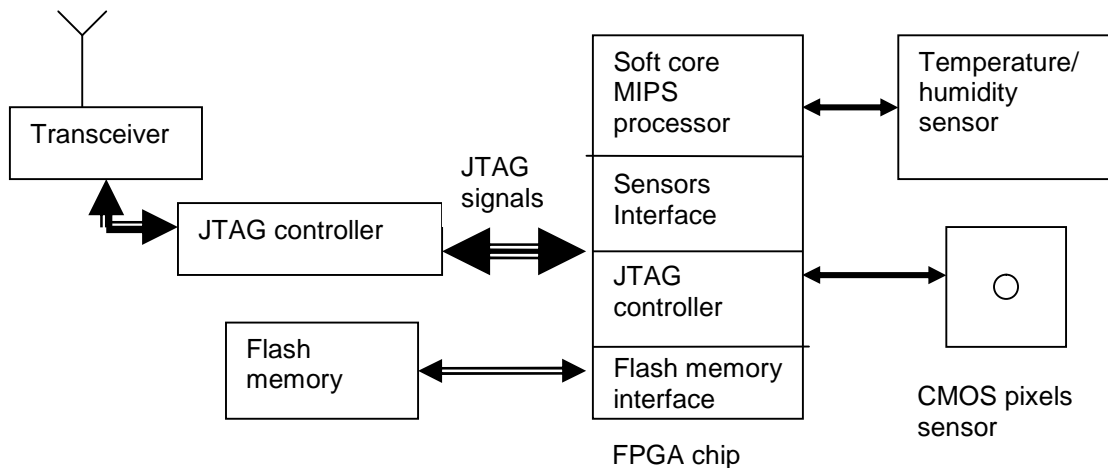 Transceiver
JTAG controller
JTAG
signals
Flash
memory
Soft core
MIPS
processor
Sensors
Interface
JTAG
controller
Flash memory
interface
FPGA chip
Temperature/
humidity
sensor
CMOS pixels
sensor